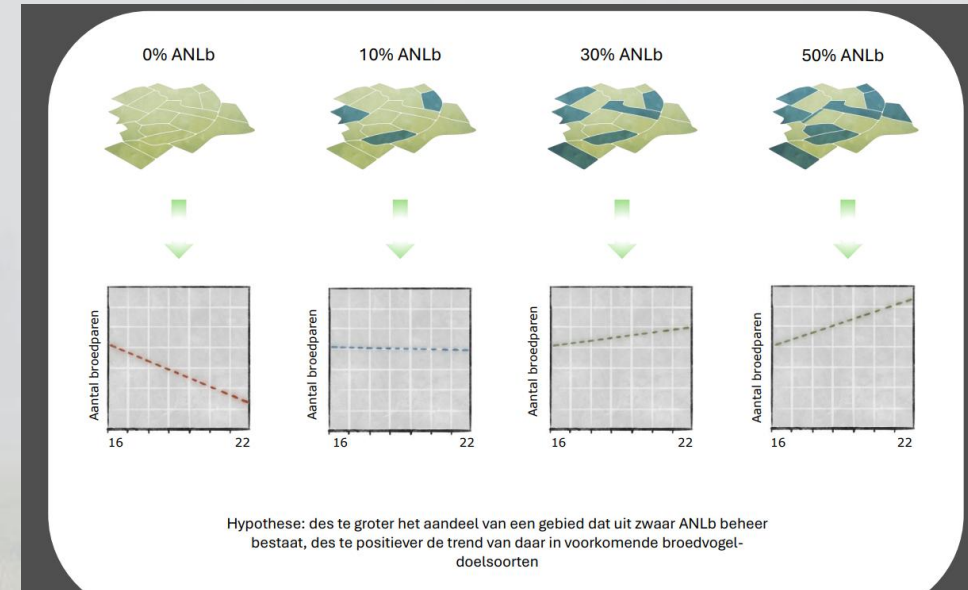 0% ANLb
10% ANLb
30% ANLb
50% ANLb
Aantal broedparen
16
22
Aantal broedparen
16
22
Aantal broedparen
16
22
Aantal broedparen
16
22
Hypothese: des te groter het aandeel van een gebied dat uit zwaar ANLb beheer
bestaat, des te positiever de trend van daar in voorkomende broedvogel-
doelsoorten